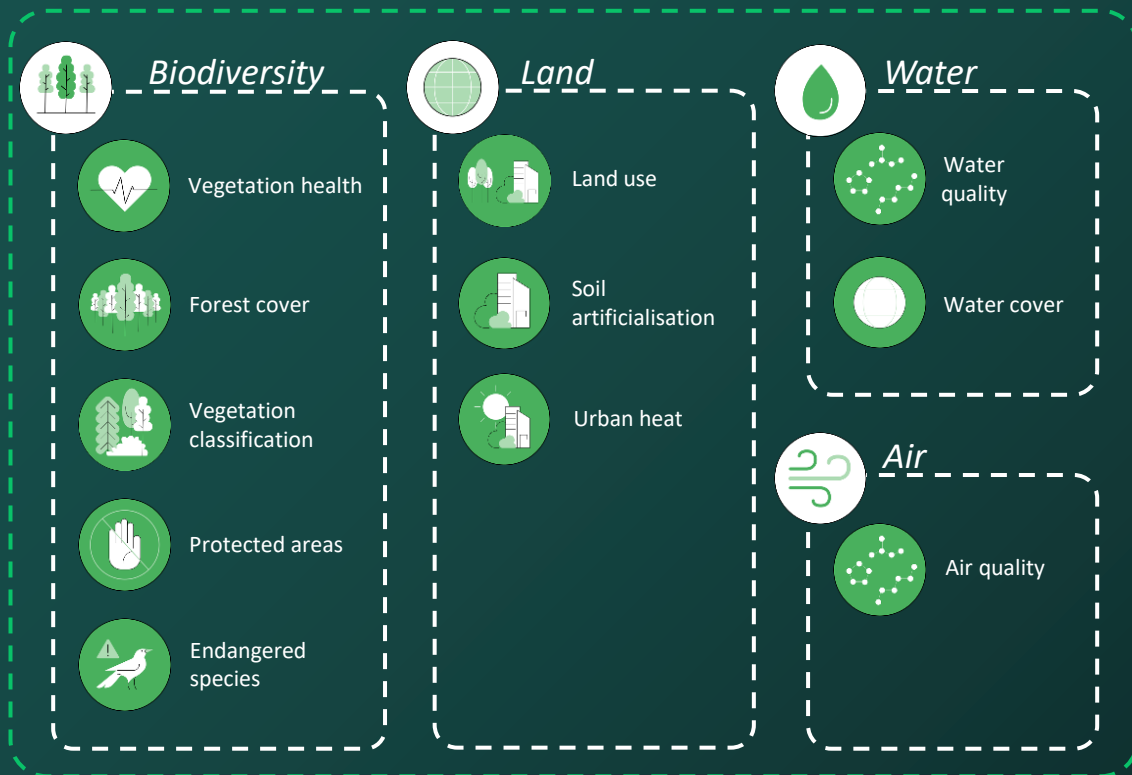 Biodiversity
Vegetation health
Forest cover
Vegetation
classification
Protected areas
Endangered
species
Land
Land use
Soil
artificialisation
Urban heat
Water
Water
quality
Water cover
Air
Air quality